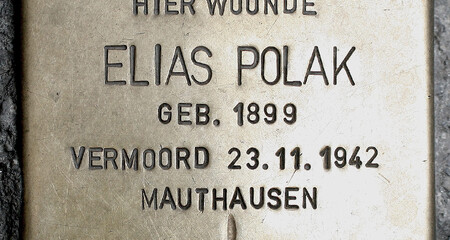 HIER WOONDE
ELIAS POLAK
GEB. 1899
VERMOORD 23.11.1942
MAUTHAUSEN